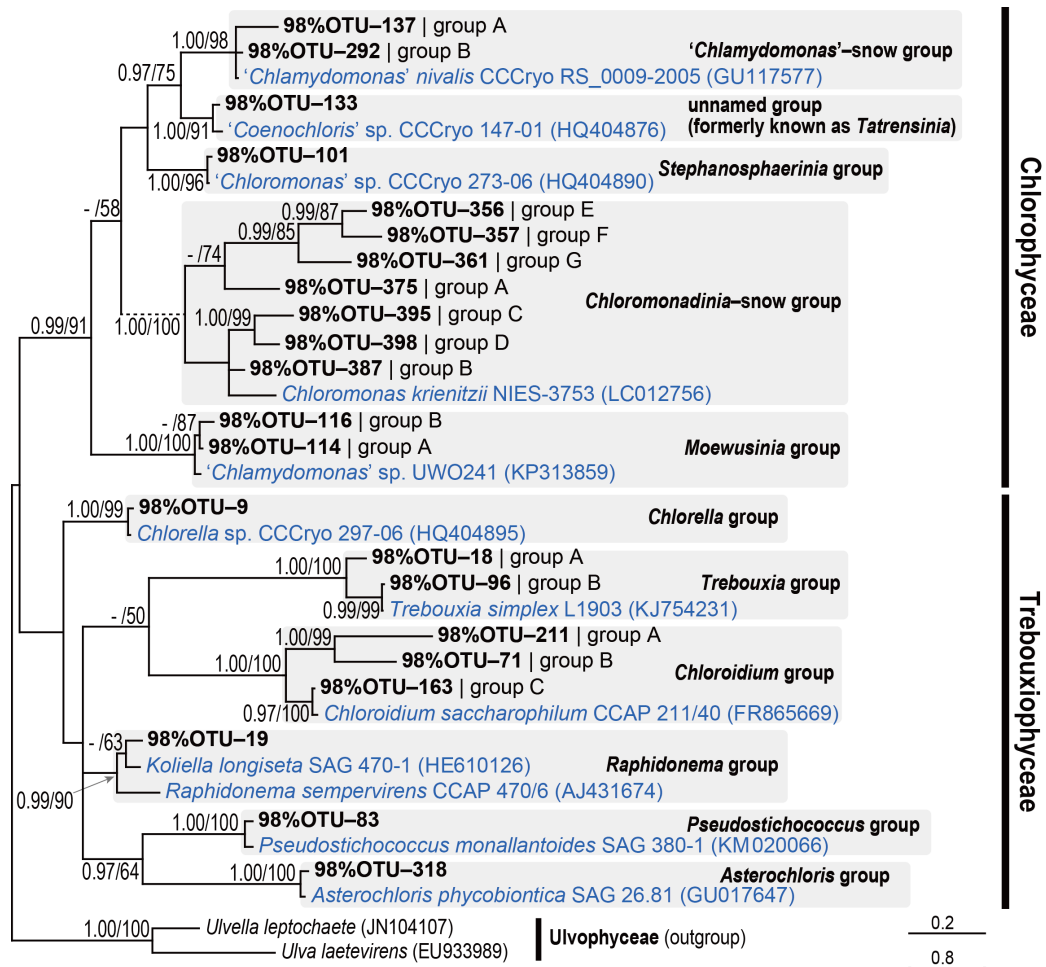 98%OTU–137 | group A
1.00/98
98%OTU–292 | group B
'Chlamydomonas'–snow group
0.97/75
'Chlamydomonas' nivalis CCCryo RS_0009-2005 (GU117577)
98%OTU–133
unnamed group
(formerly known as Tatrensinia)
1.00/91
'Coenochloris' sp. CCCryo 147-01 (HQ404876)
98%OTU–101
Stephanosphaerinia group
1.00/96
'Chloromonas' sp. CCCryo 273-06 (HQ404890)
- /58
0.99/87
98%OTU–356 | group E
0.99/85
98%OTU–357 | group F
- /74
98%OTU–361 | group G
98%OTU–375 | group A
Chloromonadinia–snow group
1.00/100
1.00/99
98%OTU–395 | group C
0.99/91
98%OTU–398 | group D
98%OTU–387 | group B
Chloromonas krienitzii NIES-3753 (LC012756)
- /87
98%OTU–116 | group B
1.00/100
98%OTU–114 | group A
Moewusinia group
'Chlamydomonas' sp. UWO241 (KP313859)
Chlorophyceae
1.00/99
98%OTU–9
Chlorella group
Chlorella sp. CCCryo 297-06 (HQ404895)
1.00/100
98%OTU–18 | group A
98%OTU–96 | group B
Trebouxia group
0.99/99
Trebouxia simplex L1903 (KJ754231)
- /50
1.00/99
98%OTU–211 | group A
1.00/100
98%OTU–71 | group B
Chloroidium group
98%OTU–163 | group C
0.97/100
Chloroidium saccharophilum CCAP 211/40 (FR865669)
- /63
98%OTU–19
Koliella longiseta SAG 470-1 (HE610126)
Raphidonema group
0.99/90
Raphidonema sempervirens CCAP 470/6 (AJ431674)
1.00/100
98%OTU–83
Pseudostichococcus group
Pseudostichococcus monallantoides SAG 380-1 (KM020066)
0.97/64
1.00/100
98%OTU–318
Asterochloris group
Asterochloris phycobiontica SAG 26.81 (GU017647)
Trebouxiophyceae
1.00/100
Ulvella leptochaete (JN104107)
Ulva laetevirens (EU933989)
Ulvophyceae (outgroup)
0.2
0.8